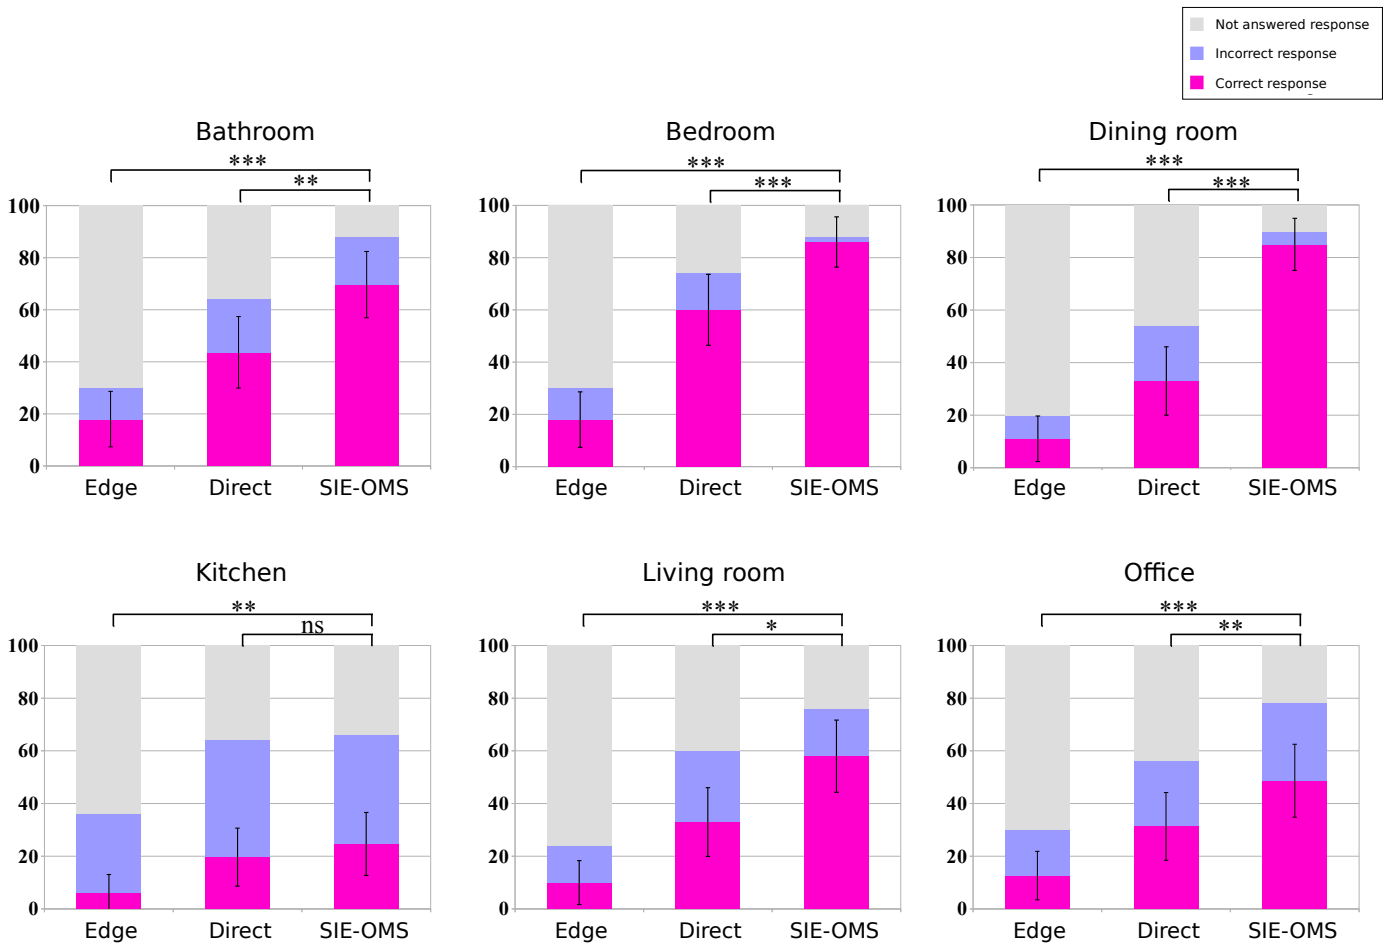 Not answered response
Incorrect response
Correct response
Bathroom
***
**
100
80
60
40
20
0
Edge Direct SIE-OMS
Bedroom
***
***
100
80
60
40
20
0
Edge Direct SIE-OMS
Dining room
***
***
100
80
60
40
20
0
Edge Direct SIE-OMS
Kitchen
**
ns
100
80
60
40
20
0
Edge Direct SIE-OMS
Living room
***
*
100
80
60
40
20
0
Edge Direct SIE-OMS
Office
***
**
100
80
60
40
20
0
Edge Direct SIE-OMS